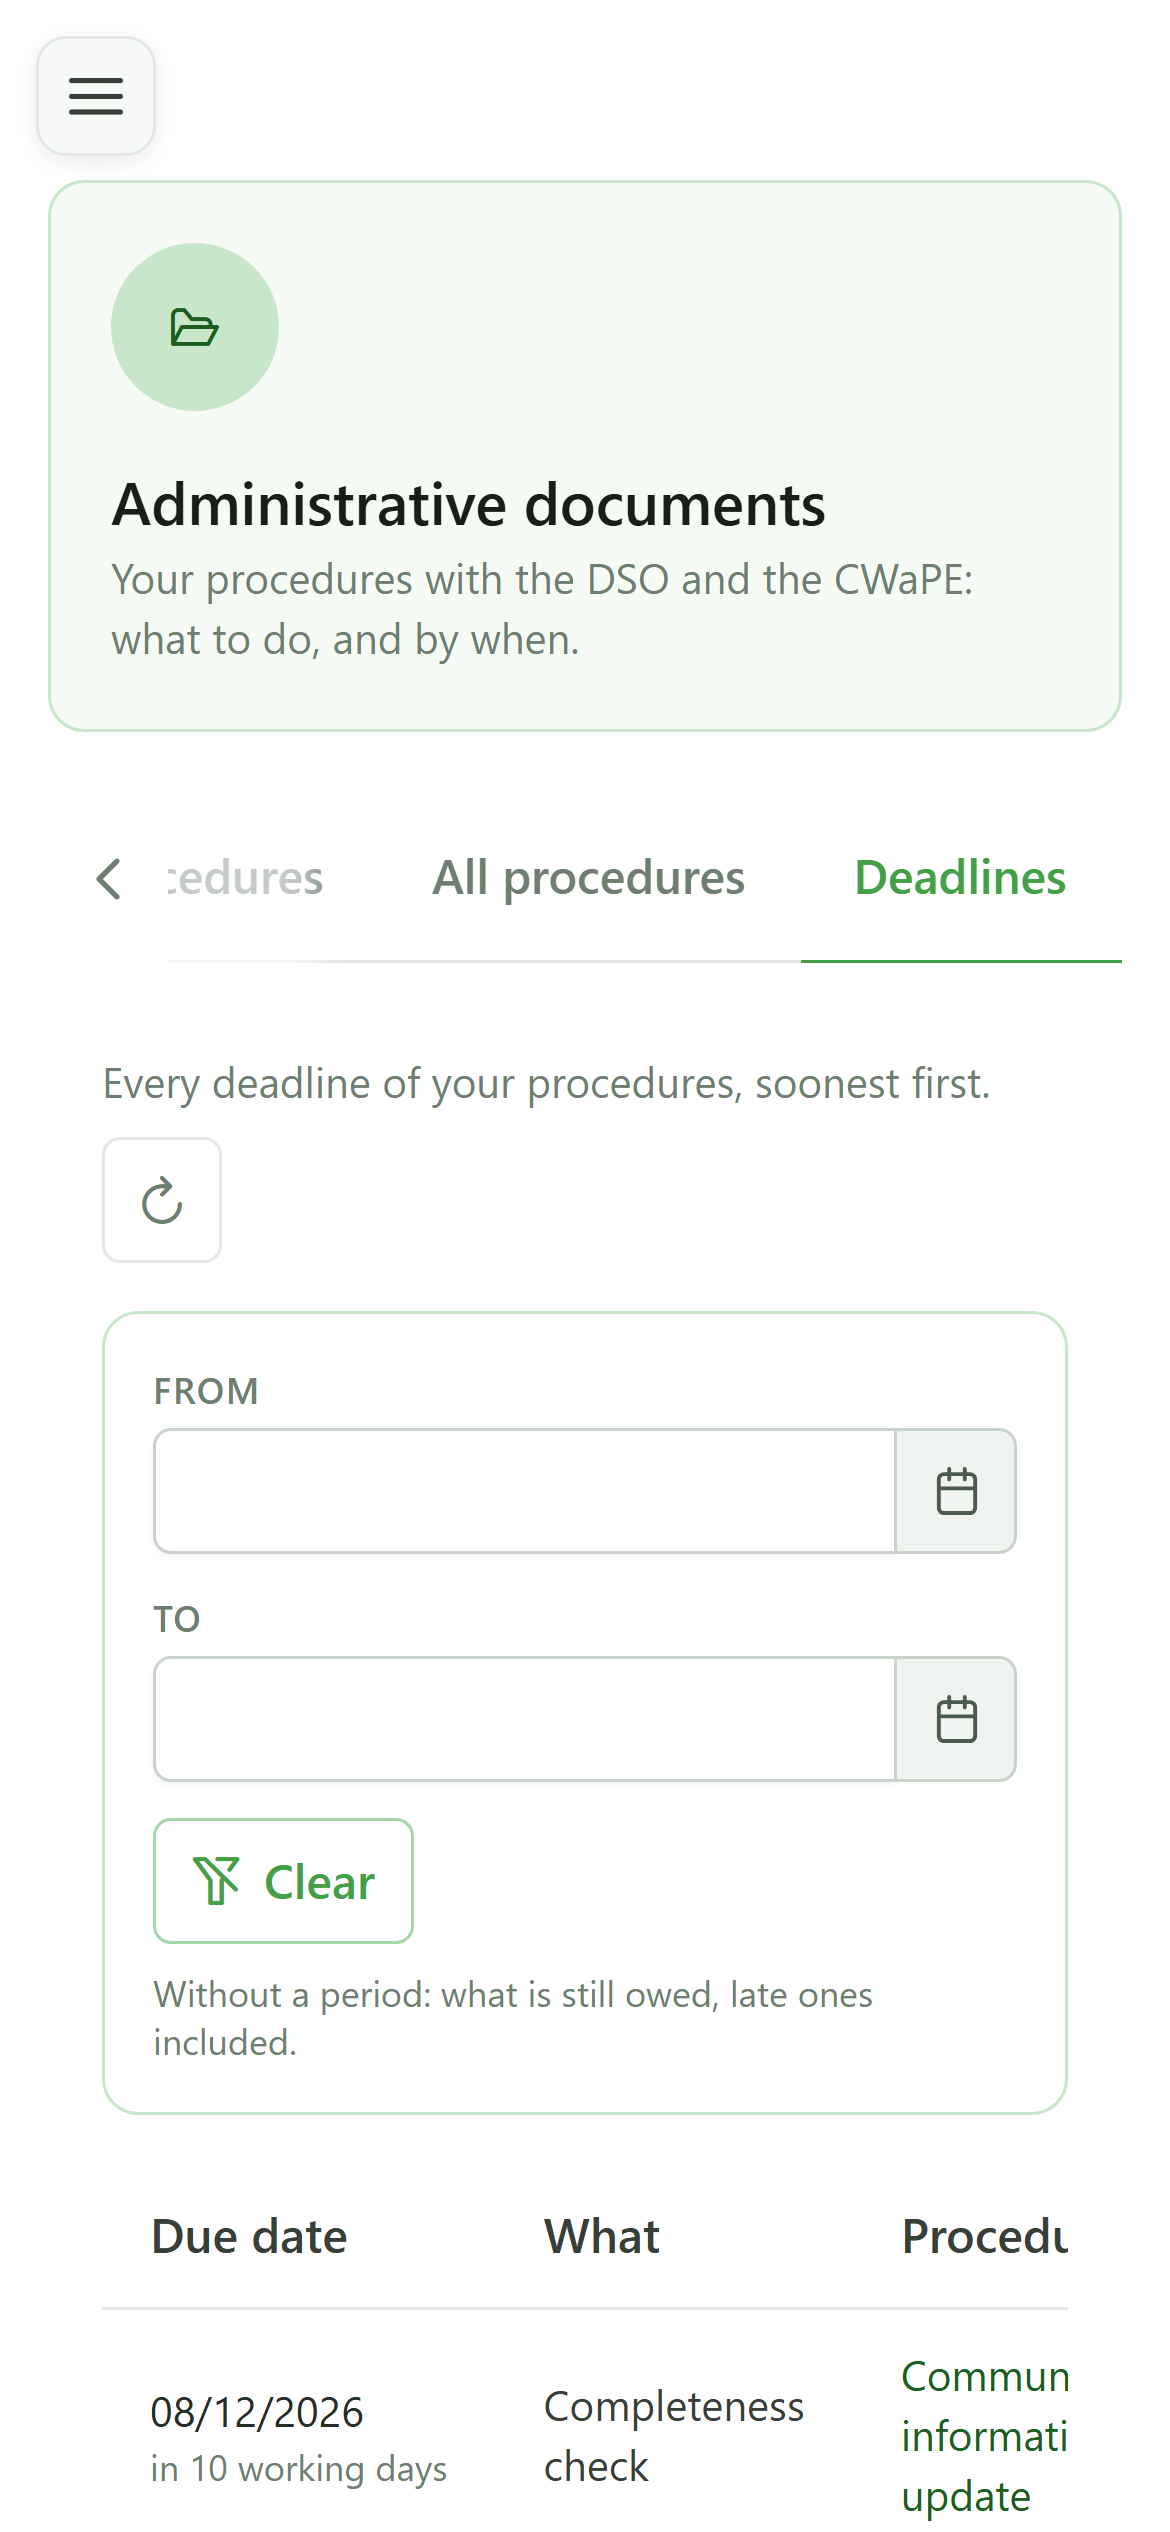 Administrative documents
Your procedures with the DSO and the CWaPE:
what to do, and by when.
cedures All procedures Deadlines
Every deadline of your procedures, soonest first.
FROM
TO
Clear
Without a period: what is still owed, late ones
included.
Due date What Procedu
08/12/2026 Completeness Commun
in 10 working days check informati
update